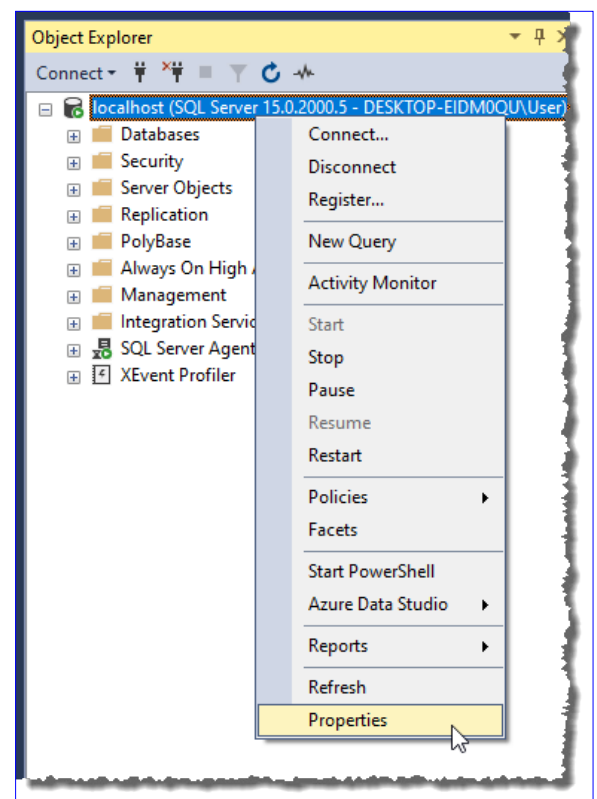 Object Explorer
Connect
localhost (SQL Server 15.0.2000.5 - DESKTOP-EIDM0QU\User)
Databases
Security
Server Objects
Replication
PolyBase
Always On High
Management
Integration Servic
SQL Server Agent
XEvent Profiler
Connect...
Disconnect
Register...
New Query
Activity Monitor
Start
Stop
Pause
Resume
Restart
Policies
Facets
Start PowerShell
Azure Data Studio
Reports
Refresh
Properties